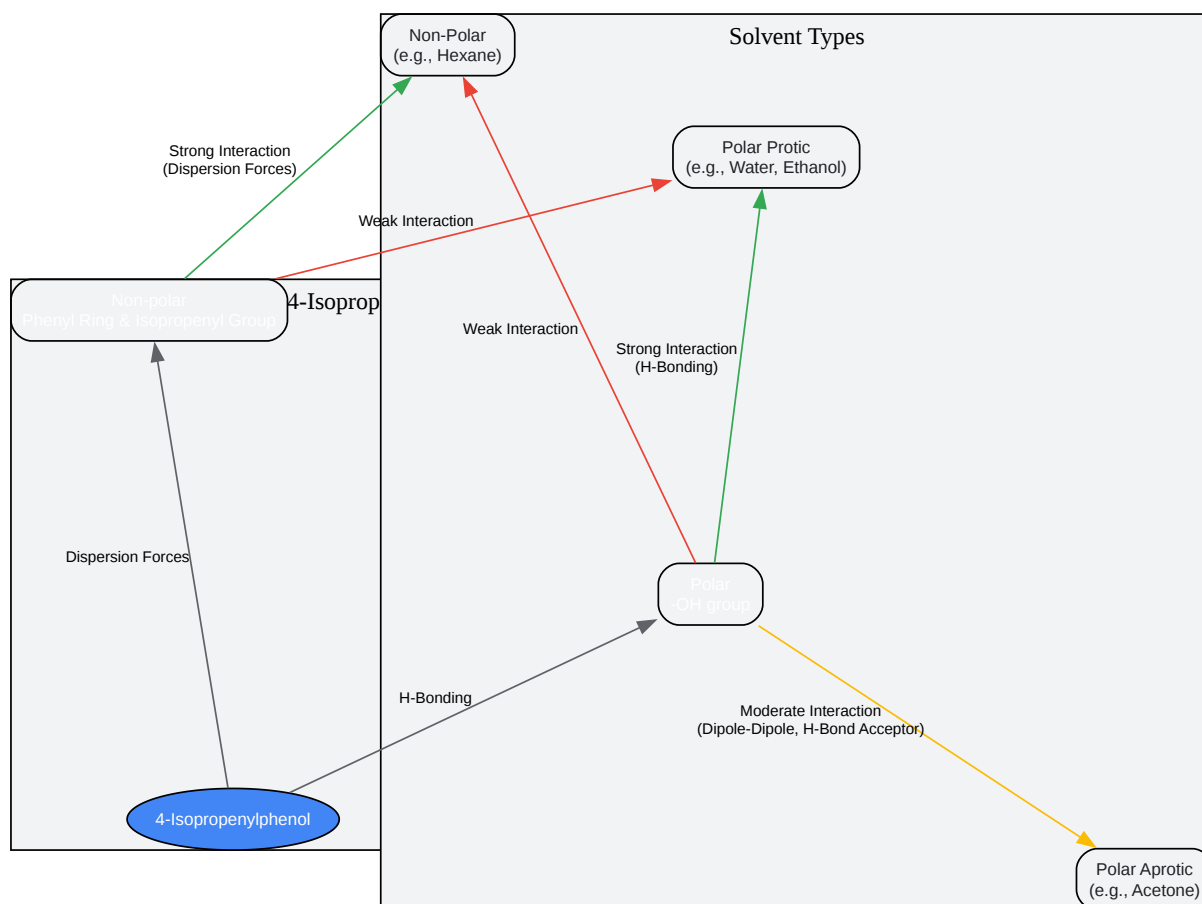 Non-Polar
(e.g., Hexane)
Solvent Types
Polar Protic
(e.g., Water, Ethanol)
Strong Interaction
(Dispersion Forces)
Weak Interaction
Non-polar
Phenyl Ring & Isopropenyl Group
4-Isoprop
Weak Interaction
Strong Interaction
(H-Bonding)
Dispersion Forces
Polar
-OH group
H-Bonding
Moderate Interaction
(Dipole-Dipole, H-Bond Acceptor)
4-Isopropenylphenol
Polar Aprotic
(e.g., Acetone)